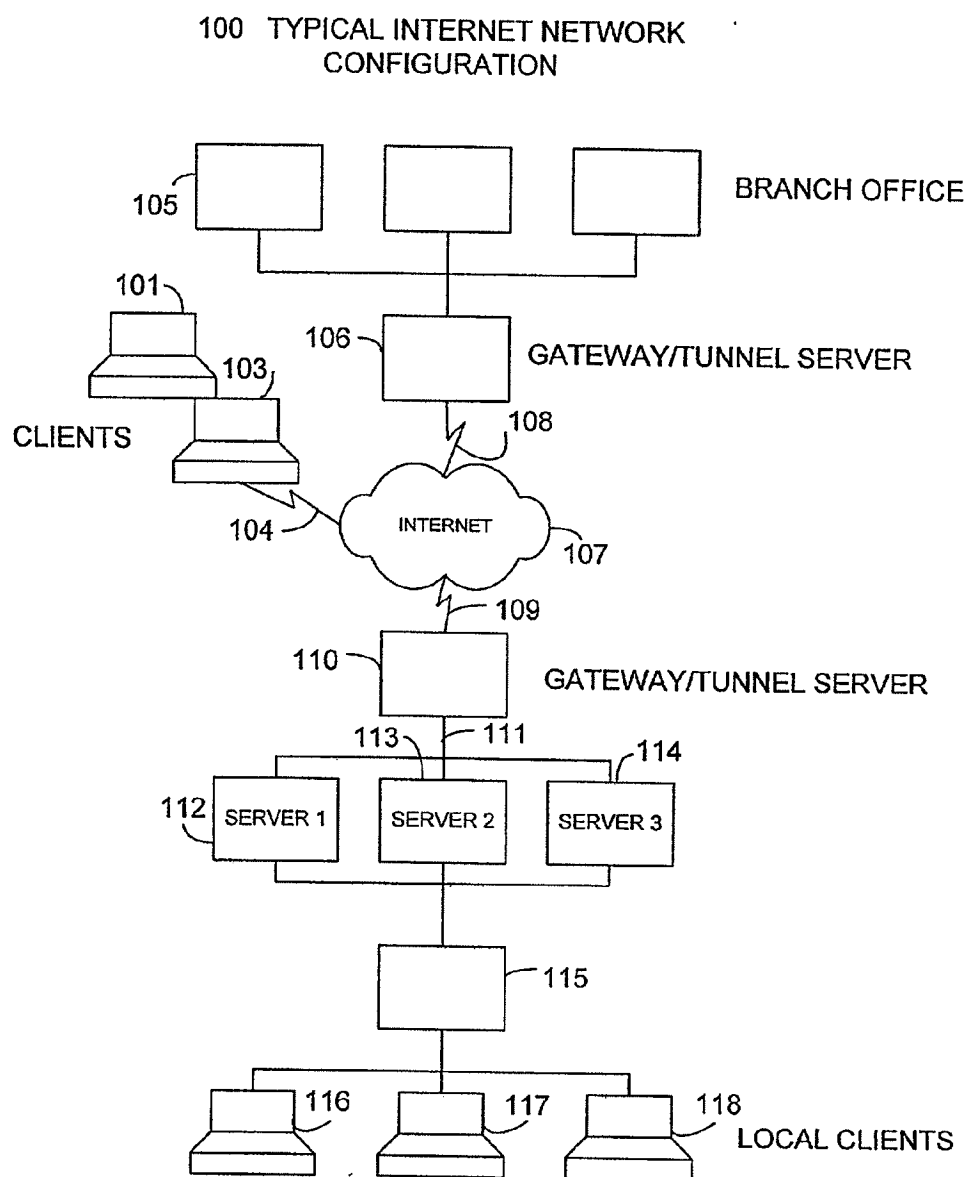 100 TYPICAL INTERNET NETWORK
CONFIGURATION
105
BRANCH OFFICE
101
103
CLIENTS
106
GATEWAY/TUNNEL SERVER
108
104
INTERNET
107
109
110
GATEWAY/TUNNEL SERVER
111
113
114
112
SERVER 1
SERVER 2
SERVER 3
115
116
117
118
LOCAL CLIENTS